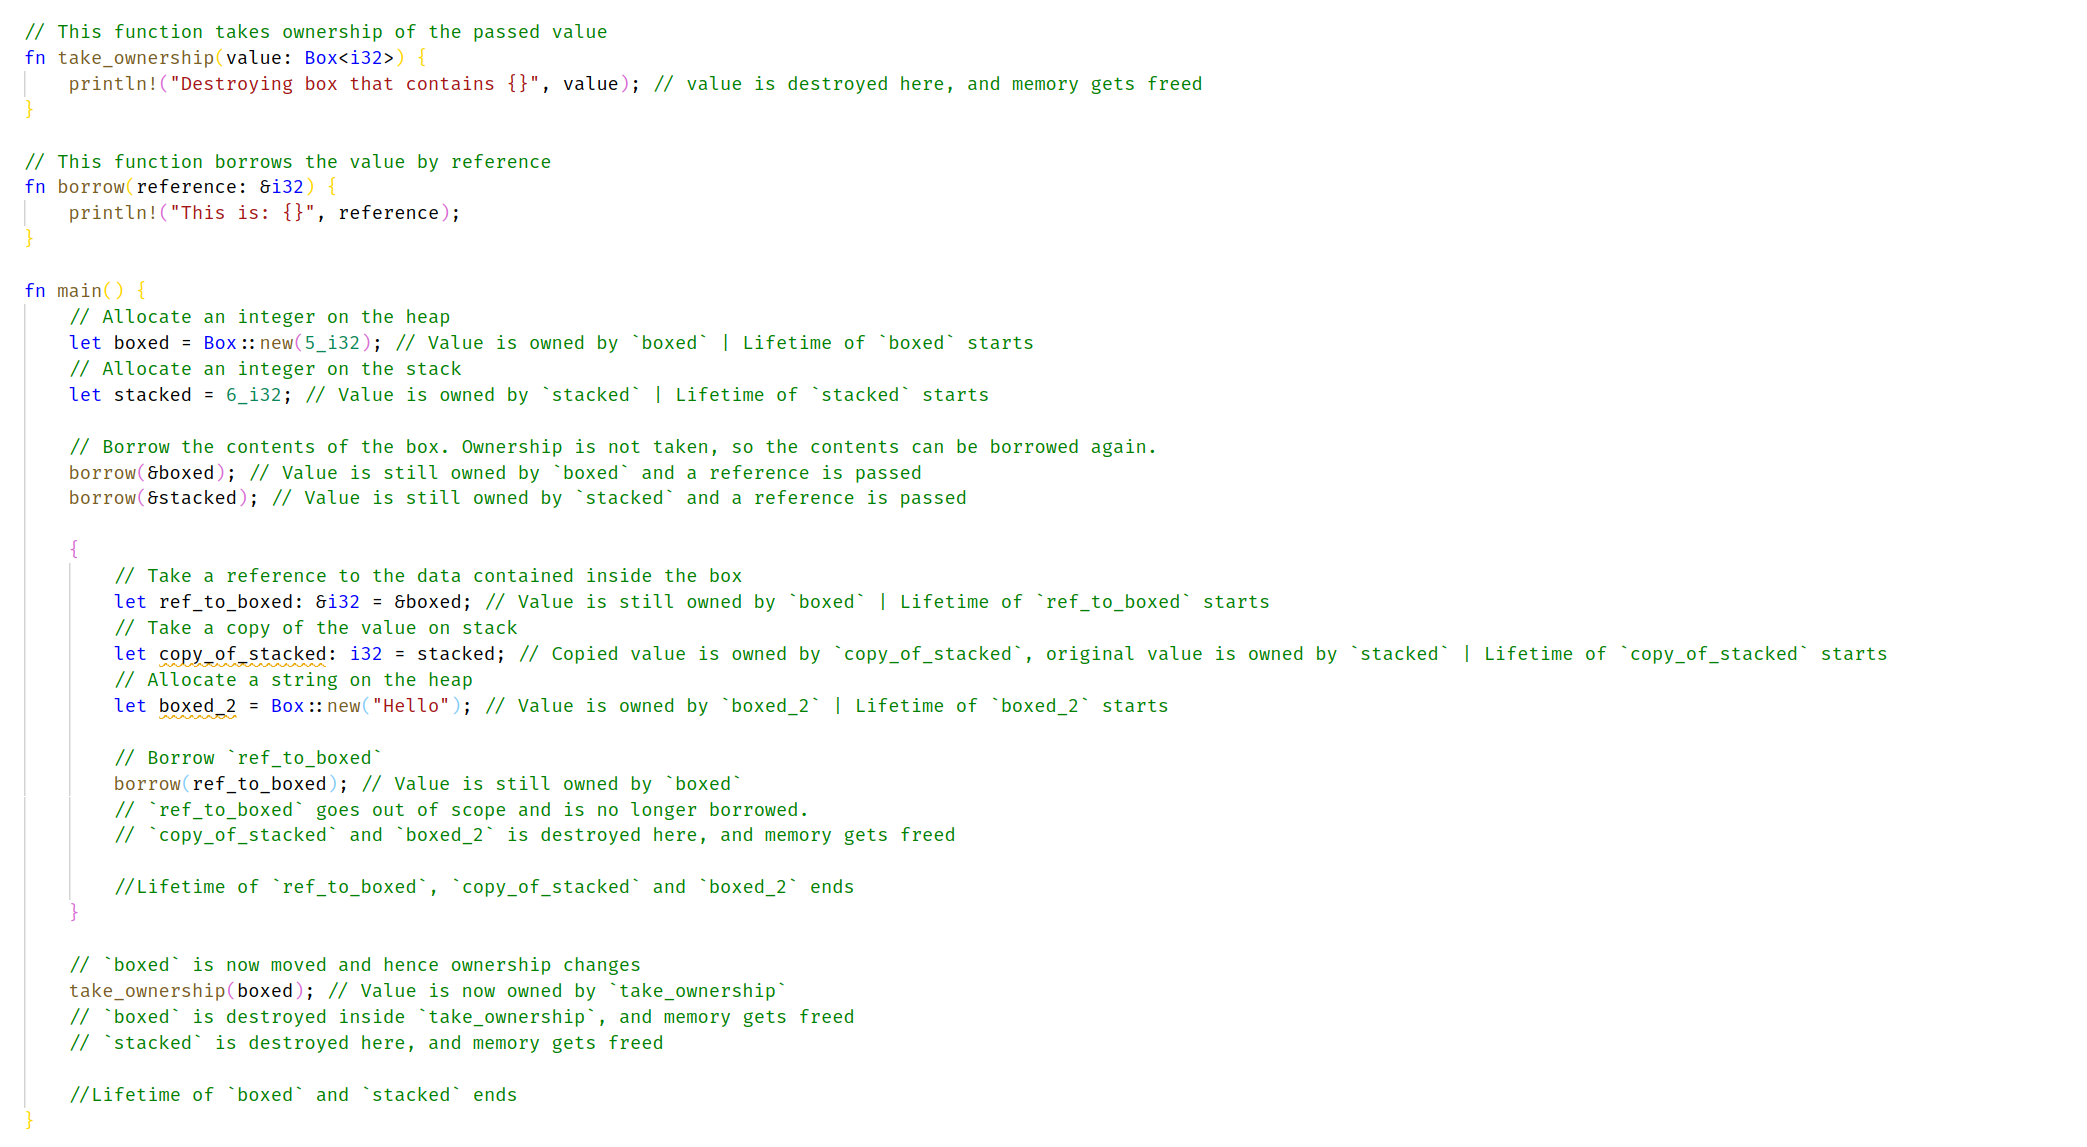 // This function takes ownership of the passed value
fn take_ownership(value: Box<i32>) {
    println!("Destroying box that contains {}", value); // value is destroyed here, and memory gets freed
}

// This function borrows the value by reference
fn borrow(reference: &i32) {
    println!("This is: {}", reference);
}

fn main() {
    // Allocate an integer on the heap
    let boxed = Box::new(5_i32); // Value is owned by `boxed` | Lifetime of `boxed` starts
    // Allocate an integer on the stack
    let stacked = 6_i32; // Value is owned by `stacked` | Lifetime of `stacked` starts

    // Borrow the contents of the box. Ownership is not taken, so the contents can be borrowed again.
    borrow(&boxed); // Value is still owned by `boxed` and a reference is passed
    borrow(&stacked); // Value is still owned by `stacked` and a reference is passed

    {
        // Take a reference to the data contained inside the box
        let ref_to_boxed: &i32 = &boxed; // Value is still owned by `boxed` | Lifetime of `ref_to_boxed` starts
        // Take a copy of the value on stack
        let copy_of_stacked: i32 = stacked; // Copied value is owned by `copy_of_stacked`, original value is owned by `stacked` | Lifetime of `copy_of_stacked` starts
        // Allocate a string on the heap
        let boxed_2 = Box::new("Hello"); // Value is owned by `boxed_2` | Lifetime of `boxed_2` starts

        // Borrow `ref_to_boxed`
        borrow(ref_to_boxed); // Value is still owned by `boxed`
        // `ref_to_boxed` goes out of scope and is no longer borrowed.
        // `copy_of_stacked` and `boxed_2` is destroyed here, and memory gets freed

        //Lifetime of `ref_to_boxed`, `copy_of_stacked` and `boxed_2` ends
    }

    // `boxed` is now moved and hence ownership changes
    take_ownership(boxed); // Value is now owned by `take_ownership`
    // `boxed` is destroyed inside `take_ownership`, and memory gets freed
    // `stacked` is destroyed here, and memory gets freed

    //Lifetime of `boxed` and `stacked` ends
}